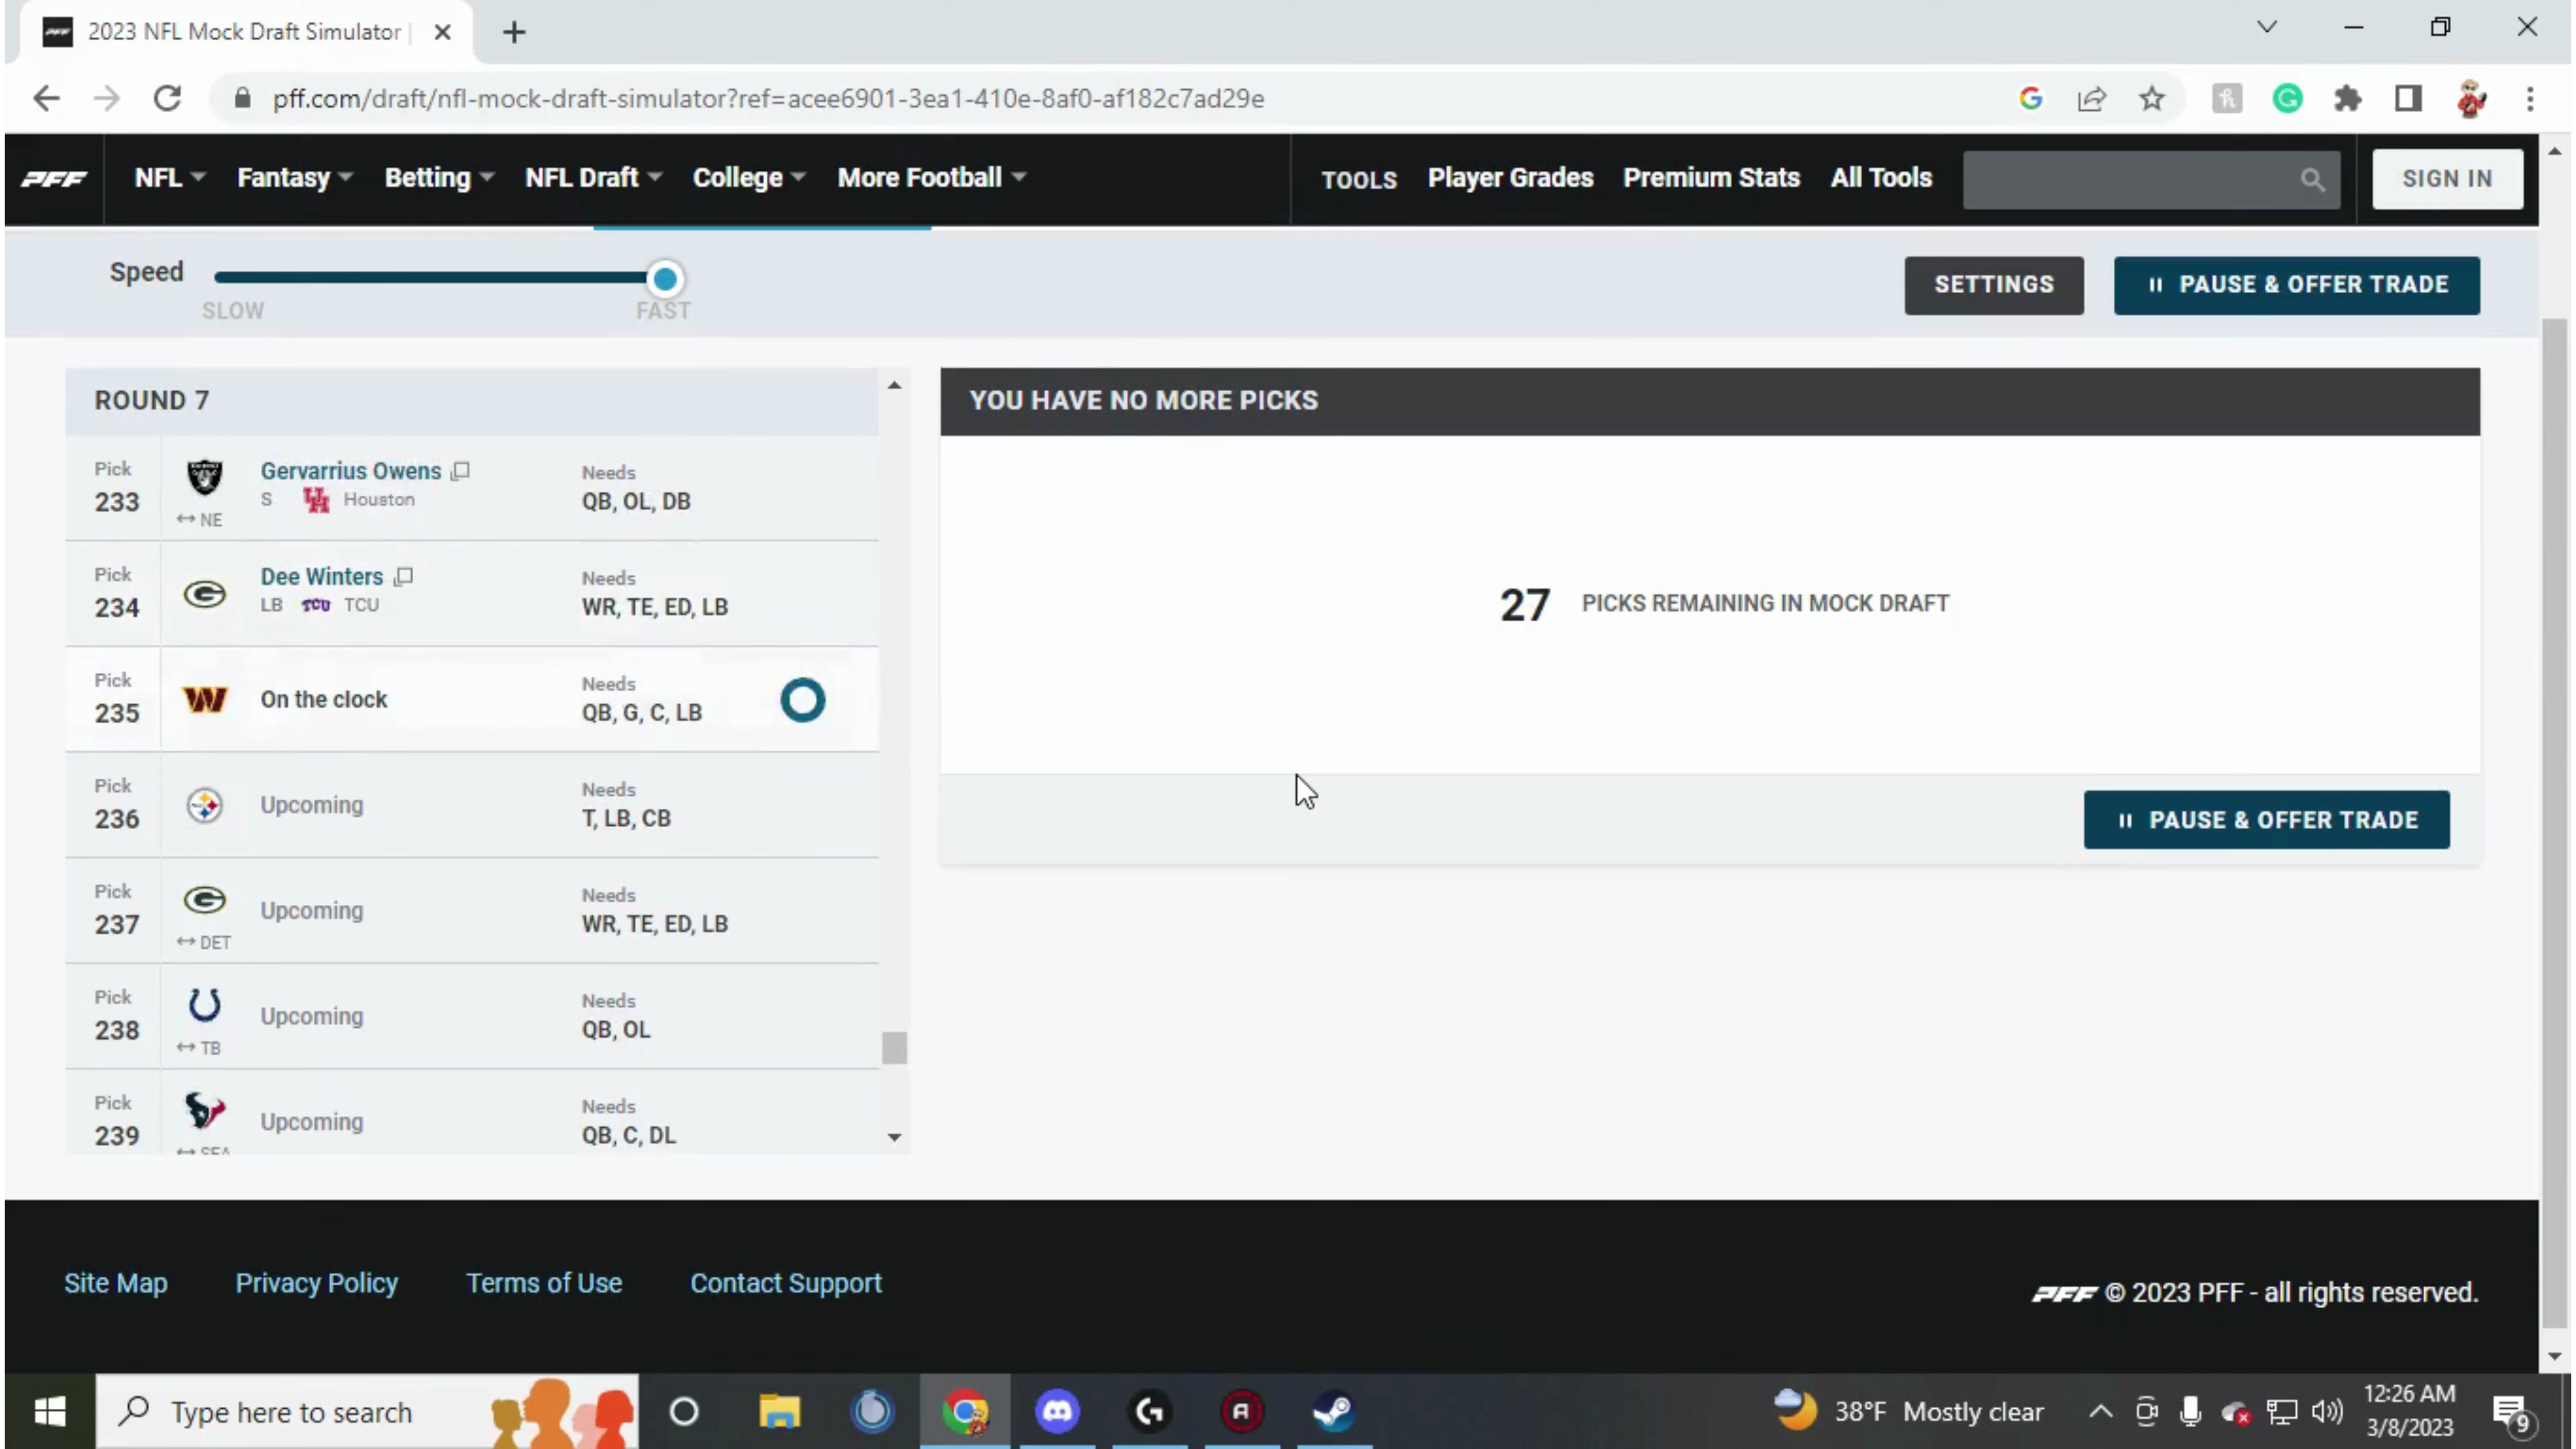 2023 NFL Mock Draft Simulator |
pff.com/draft/nfl-mock-draft-simulator?ref=acee6901-3ea1-410e-8af0-af182c7ad29e
PFF NFL Fantasy Betting NFL Draft College More Football TOOLS Player Grades Premium Stats All Tools SIGN IN
Speed
SLOW FAST
SETTINGS
PAUSE & OFFER TRADE
ROUND 7
Pick 233
NE
Gervarrius Owens
S Houston
Needs
QB, OL, DB
Pick 234
Dee Winters
LB TCU TCU
Needs
WR, TE, ED, LB
Pick 235
On the clock
Needs
QB, G, C, LB
Pick 236
Upcoming
Needs
T, LB, CB
Pick 237
DET
Upcoming
Needs
WR, TE, ED, LB
Pick 238
TB
Upcoming
Needs
QB, OL
Pick 239
SEA
Upcoming
Needs
QB, C, DL
YOU HAVE NO MORE PICKS
27 PICKS REMAINING IN MOCK DRAFT
PAUSE & OFFER TRADE
Site Map Privacy Policy Terms of Use Contact Support
PFF © 2023 PFF - all rights reserved.
Type here to search
38°F Mostly clear
12:26 AM
3/8/2023
9